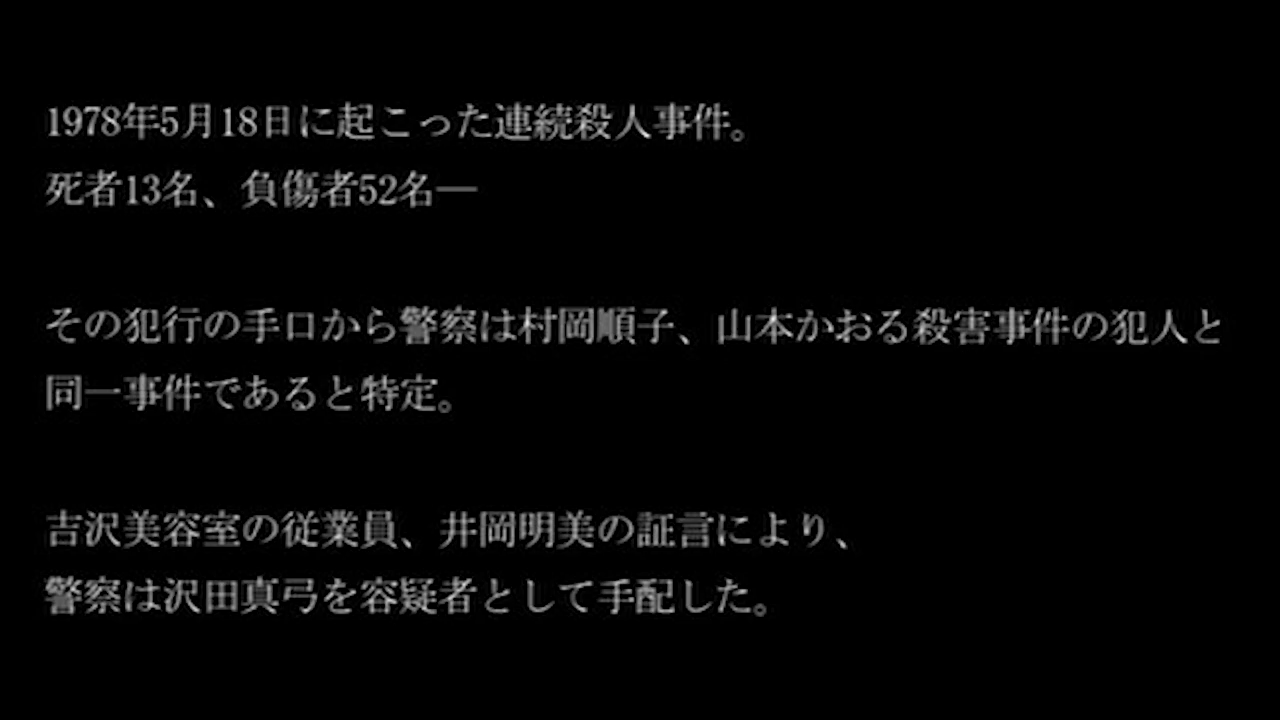 1978年5月18日に起こった連続殺人事件。
死者13名、負傷者52名―
その犯行の手口から警察は村岡順子、山本かおる殺害事件の犯人と
同一事件であると特定。
吉沢美容室の従業員、井岡明美の証言により、
警察は沢田真弓を容疑者として手配した。